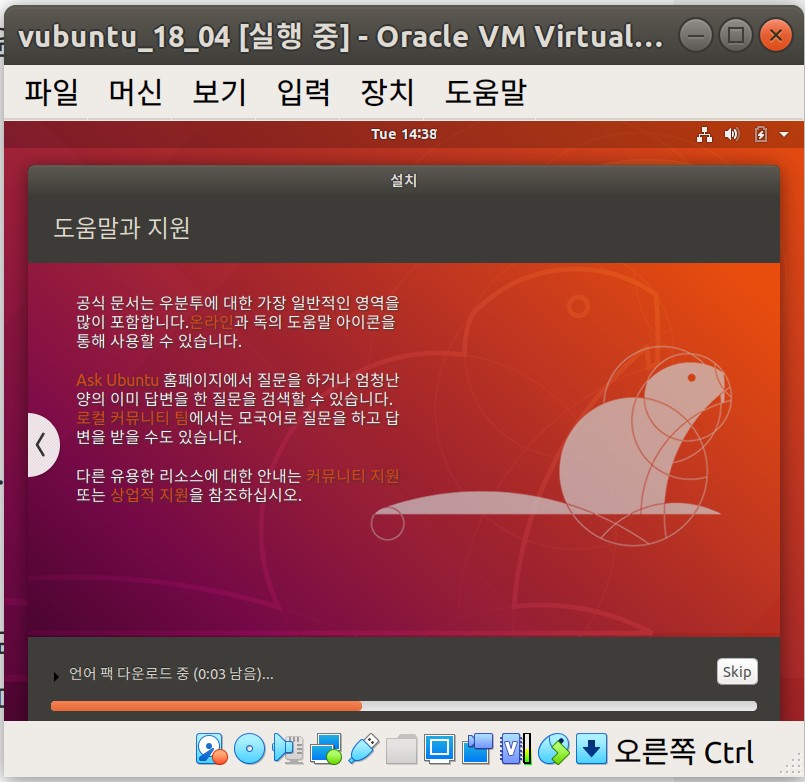 vubuntu_18_04 [실행 중] - Oracle VM Virtual...
파일 머신 보기 입력 장치 도움말
Tue 14:38
설치
도움말과 지원
공식 문서는 우분투에 대한 가장 일반적인 영역을
많이 포함합니다.온라인과 독의 도움말 아이콘을
통해 사용할 수 있습니다.
Ask Ubuntu 홈페이지에서 질문을 하거나 엄청난
양의 이미 답변을 한 질문을 검색할 수 있습니다.
로컬 커뮤니티 팀에서는 모국어로 질문을 하고 답
변을 받을 수도 있습니다.
다른 유용한 리소스에 대한 안내는 커뮤니티 지원
또는 상업적 지원을 참조하십시오.
언어 팩 다운로드 중 (0:03 남음)...
Skip
오른쪽 Ctrl